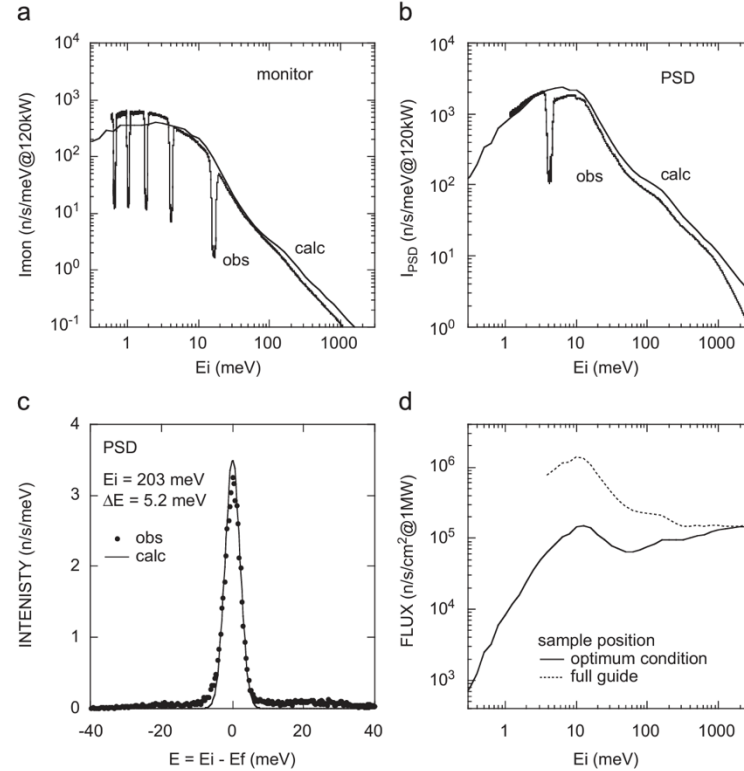 a
10⁴
10³
10²
10¹
10⁰
10⁻¹
Imon (n/s/meV@120kW)
monitor
obs
calc
1 10 100 1000
Ei (meV)
b
10⁴
10³
10²
10¹
10⁰
I_PSD (n/s/meV@120kW)
PSD
obs
calc
1 10 100 1000
Ei (meV)
c
4
3
2
1
0
INTENISTY (n/s/meV)
PSD
Ei = 203 meV
ΔE = 5.2 meV
obs
calc
-40 -20 0 20 40
E = Ei - Ef (meV)
d
10⁶
10⁵
10⁴
10³
FLUX (n/s/cm²@1MW)
sample position
optimum condition
full guide
1 10 100 1000
Ei (meV)